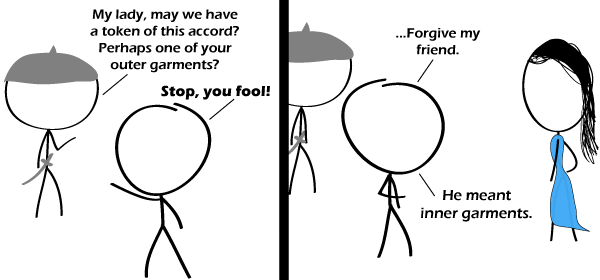 My lady, may we have
a token of this accord?
Perhaps one of your
outer garments?
Stop, you fool!
...Forgive my
friend.
He meant
inner garments.